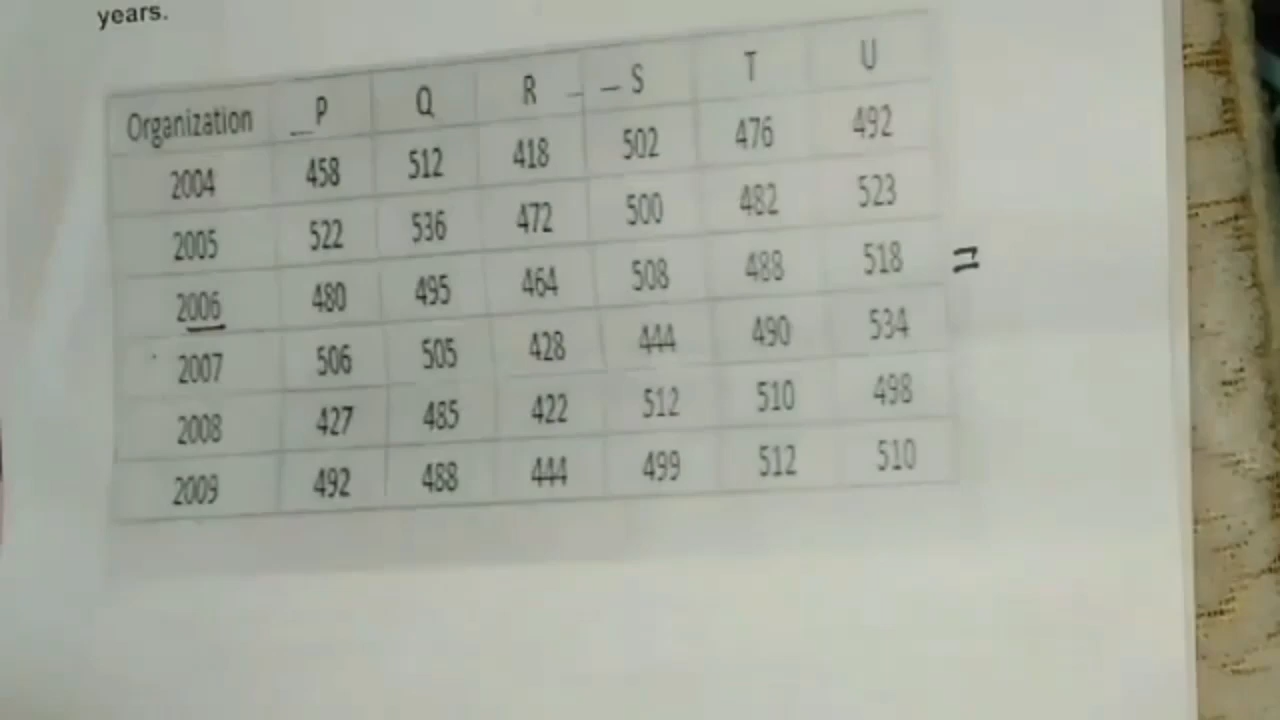 years.
Organization P Q R S T U
2004 458 512 418 502 476 492
2005 522 536 472 500 482 523
2006 480 495 464 508 488 518
2007 506 505 428 444 490 534
2008 427 485 422 512 510 498
2009 492 488 444 499 512 510